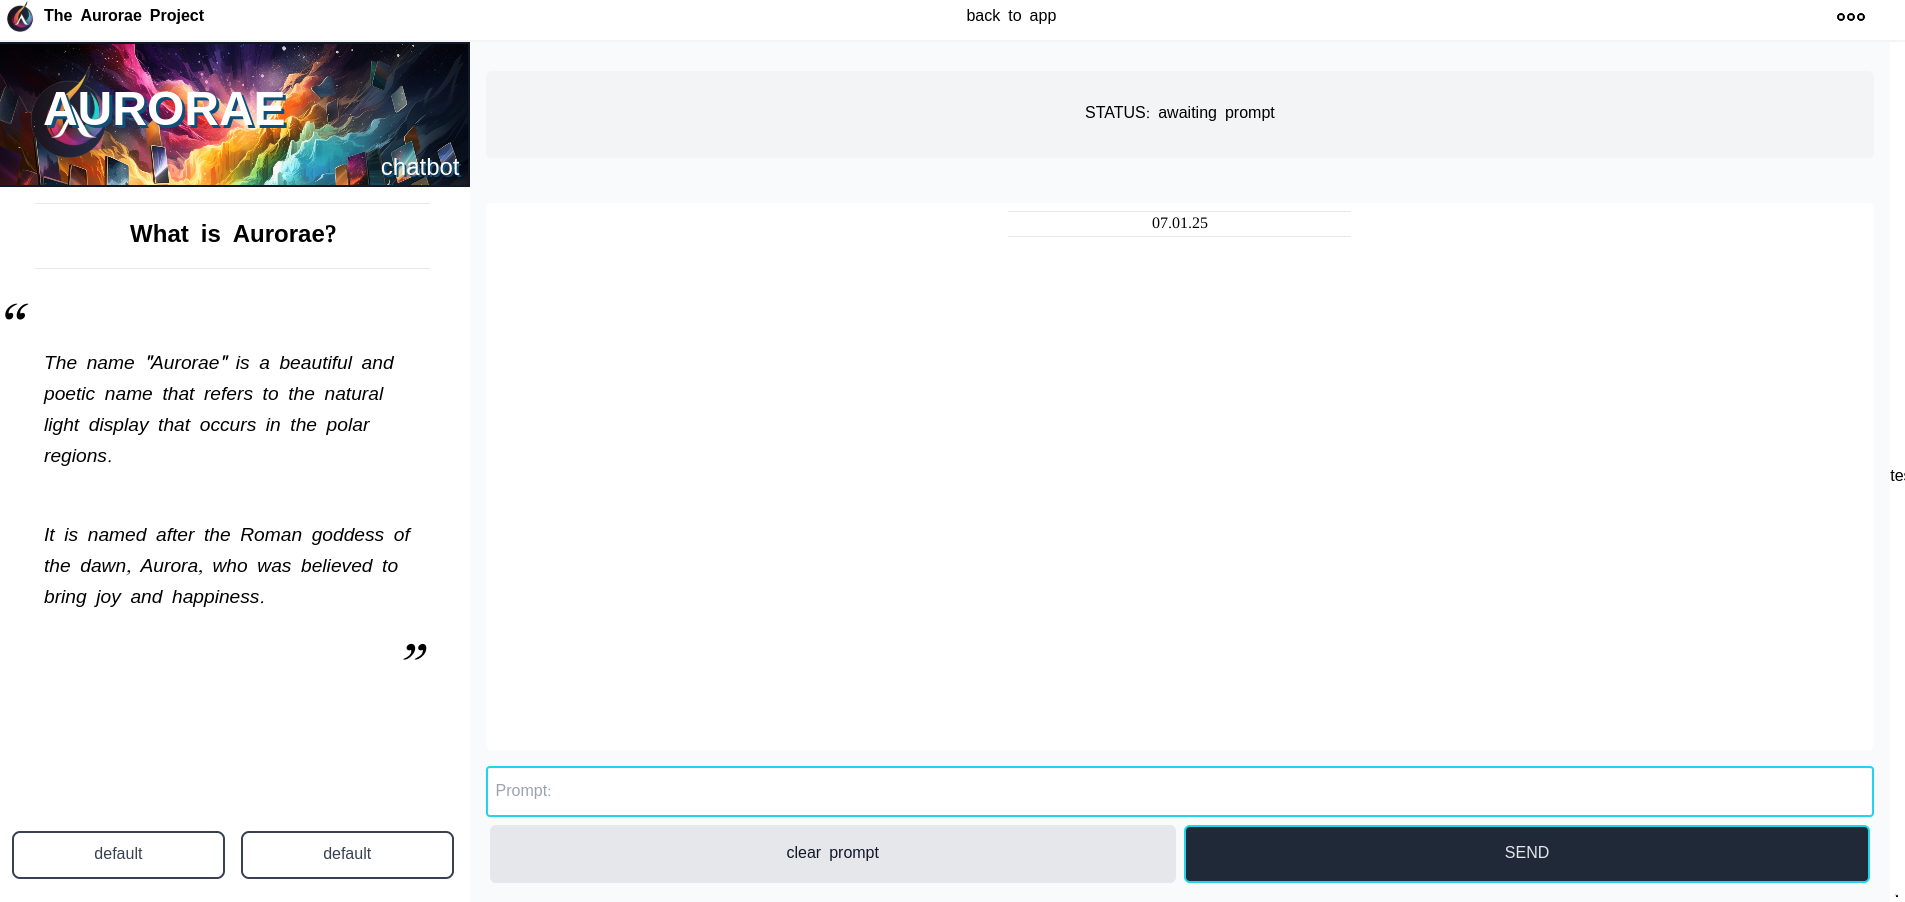 The Aurorae Project
back to app
AURORAE
chatbot
What is Aurorae?
“
The name "Aurorae" is a beautiful and
poetic name that refers to the natural
light display that occurs in the polar
regions.
It is named after the Roman goddess of
the dawn, Aurora, who was believed to
bring joy and happiness.
”
default
default
STATUS: awaiting prompt
07.01.25
Prompt:
clear prompt
SEND